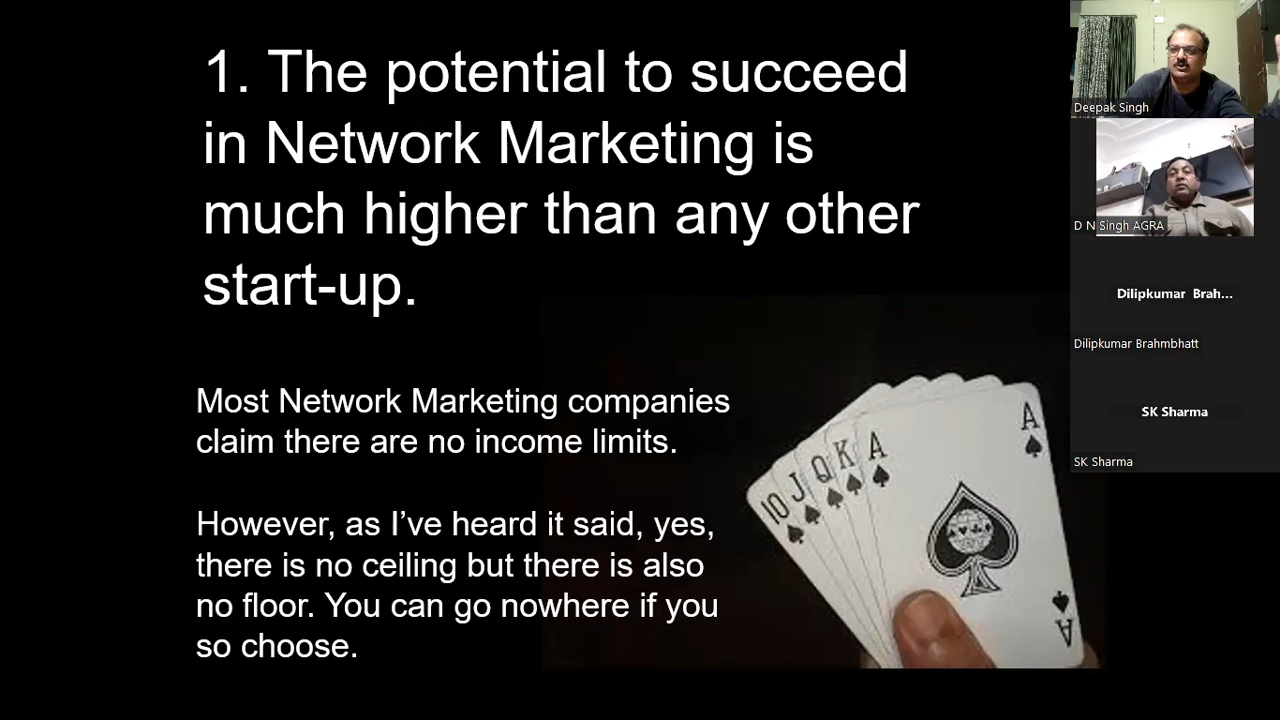 1. The potential to succeed
in Network Marketing is
much higher than any other
start-up.
Most Network Marketing companies
claim there are no income limits.
However, as I’ve heard it said, yes,
there is no ceiling but there is also
no floor. You can go nowhere if you
so choose.
10
J
Q
K
A
A
A
Deepak Singh
D N Singh AGRA
Dilipkumar Brah...
Dilipkumar Brahmbhatt
SK Sharma
SK Sharma